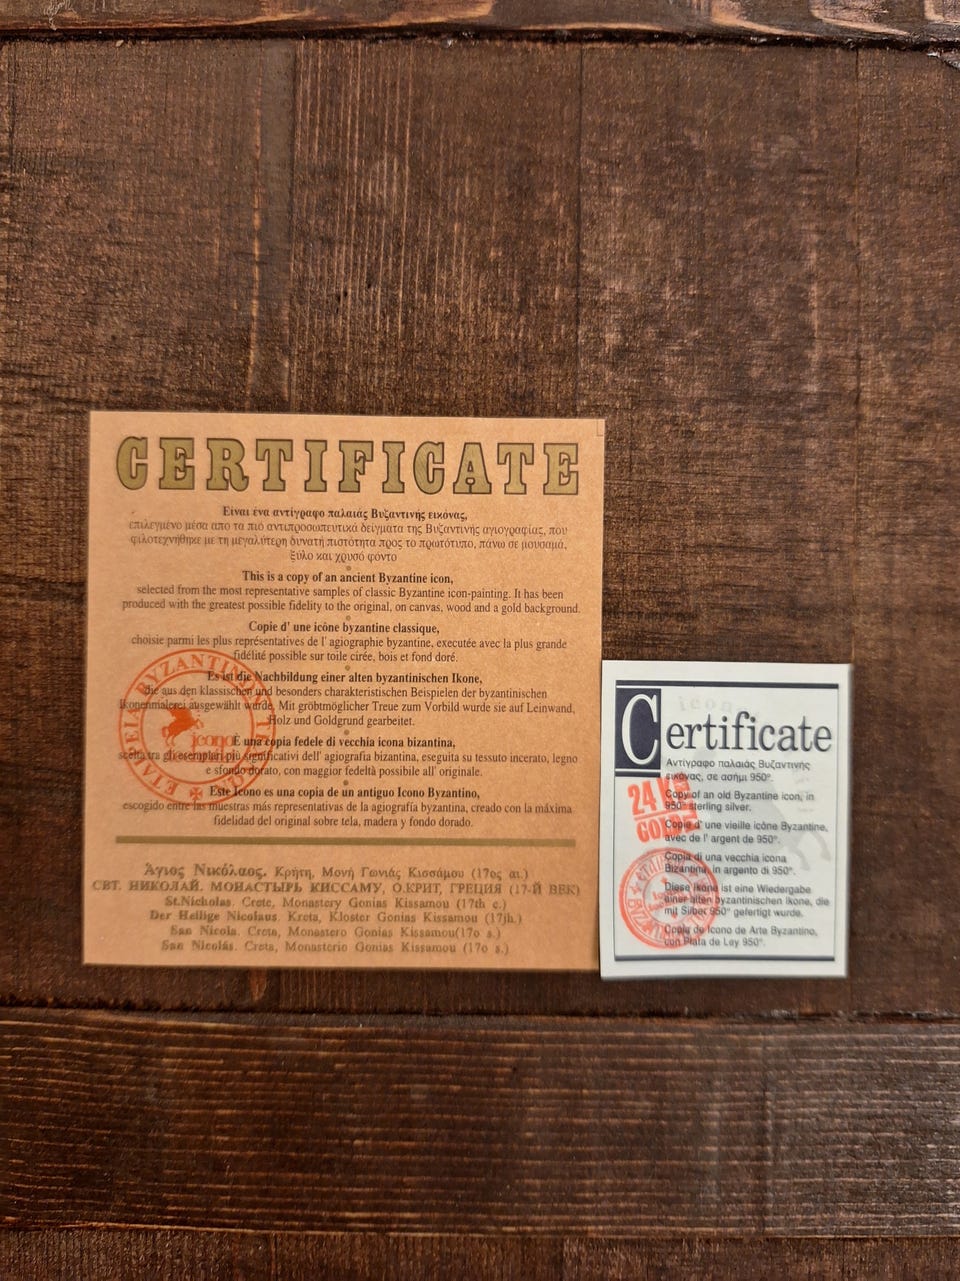 CERTIFICATE
Είναι ένα αντίγραφο παλαιάς Βυζαντινής εικόνας,
επιλεγμένο μέσα απο τα πιό αντιπροσωπευτικά δείγματα της Βυζαντινής αγιογραφίας, που
φιλοτεχνήθηκε με τη μεγαλύτερη δυνατή πιστότητα προς το πρωτότυπο, πάνω σε μουσαμά,
ξύλο και χρυσό φόντο
This is a copy of an ancient Byzantine icon,
selected from the most representative samples of classic Byzantine icon-painting. It has been
produced with the greatest possible fidelity to the original, on canvas, wood and a gold background.
Copie d' une icône byzantine classique,
choisie parmi les plus représentatives de l' agiographie byzantine, executée avec la plus grande
fidélité possible sur toile cirée, bois et fond doré.
Es ist die Nachbildung einer alten byzantinischen Ikone,
die aus den klassischen und besonders charakteristischen Beispielen der byzantinischen
Ikonenmalerei ausgewählt wurde. Mit gröbtmöglicher Treue zum Vorbild wurde sie auf Leinwand,
Holz und Goldgrund gearbeitet.
È una copia fedele di vecchia icona bizantina,
scelta tra gli esemplari più significativi dell' agiografia bizantina, eseguita su tessuto incerato, legno
e sfondo dorato, con maggior fedeltà possibile all' originale.
Este Icono es una copia de un antiguo Icono Byzantino,
escogido entre las muestras más representativas de la agiografía byzantina, creado con la máxima
fidelidad del original sobre tela, madera y fondo dorado.
Άγιος Νικόλαος. Κρήτη, Μονή Γωνιάς Κισσάμου (17ος αι.)
СВТ. НИКОЛАЙ. МОНАСТЫРЬ КИССАМУ, О.КРИТ, ГРЕЦИЯ (17-Й ВЕК)
St.Nicholas. Crete, Monastery Gonias Kissamou (17th c.)
Der Heilige Nicolaus. Kreta, Kloster Gonias Kissamou (17jh.)
San Nicola. Creta, Monastero Gonias Kissamou(17o s.)
San Nicolás. Creta, Monasterio Gonias Kissamou (17o s.)
icona
Certificate
Αντίγραφο παλαιάς Βυζαντινής
εικόνας, σε ασήμι 950°.
Copy of an old Byzantine icon, in
950° sterling silver.
Copie d' une vieille icône Byzantine,
avec de l' argent de 950°.
Copia di una vecchia icona
Bizantina, in argento di 950°.
Diese Ikone ist eine Wiedergabe
einer alten byzantinischen Ikone, die
mit Silber 950° gefertigt wurde.
Copia de Icono de Arte Byzantino,
con Plata de Ley 950°.
24
GOLD